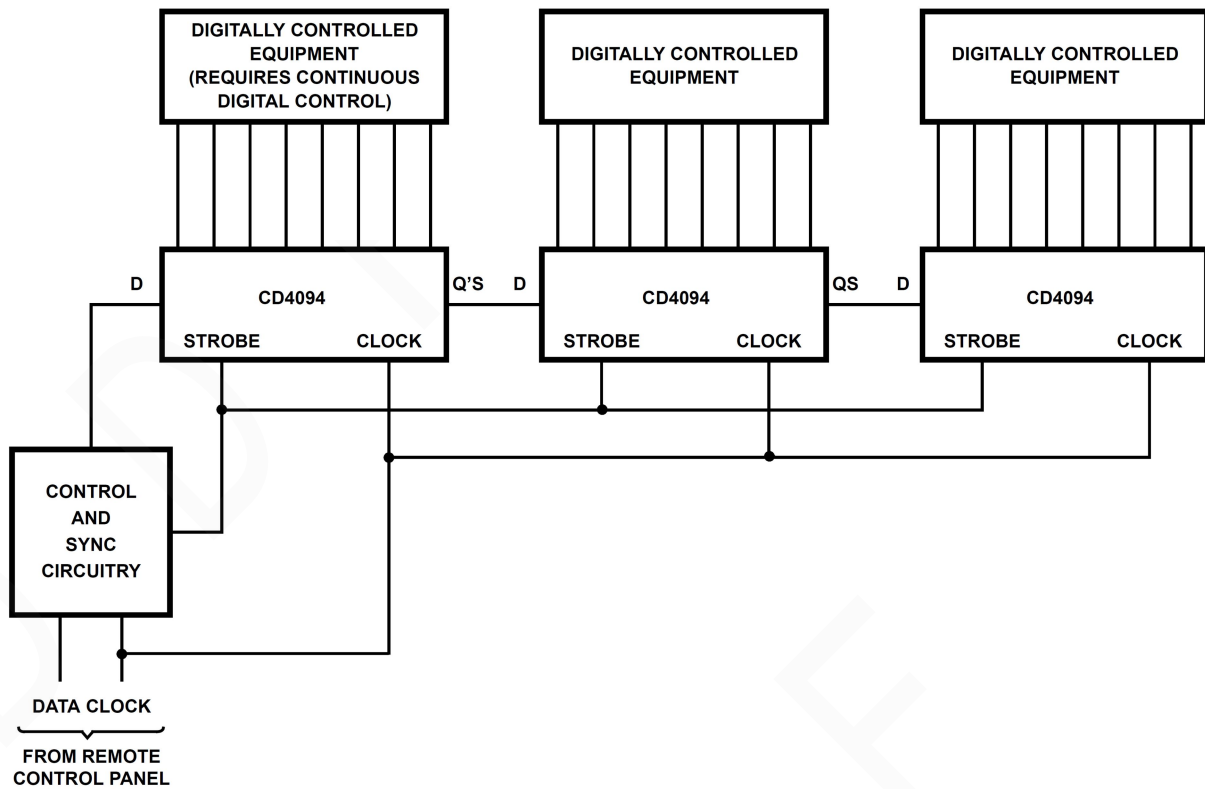 DIGITALLY CONTROLLED
EQUIPMENT
(REQUIRES CONTINUOUS
DIGITAL CONTROL)
DIGITALLY CONTROLLED
EQUIPMENT
DIGITALLY CONTROLLED
EQUIPMENT
D
CD4094
STROBE CLOCK
Q'S
D
CD4094
STROBE CLOCK
QS
D
CD4094
STROBE CLOCK
CONTROL
AND
SYNC
CIRCUITRY
DATA CLOCK
FROM REMOTE
CONTROL PANEL